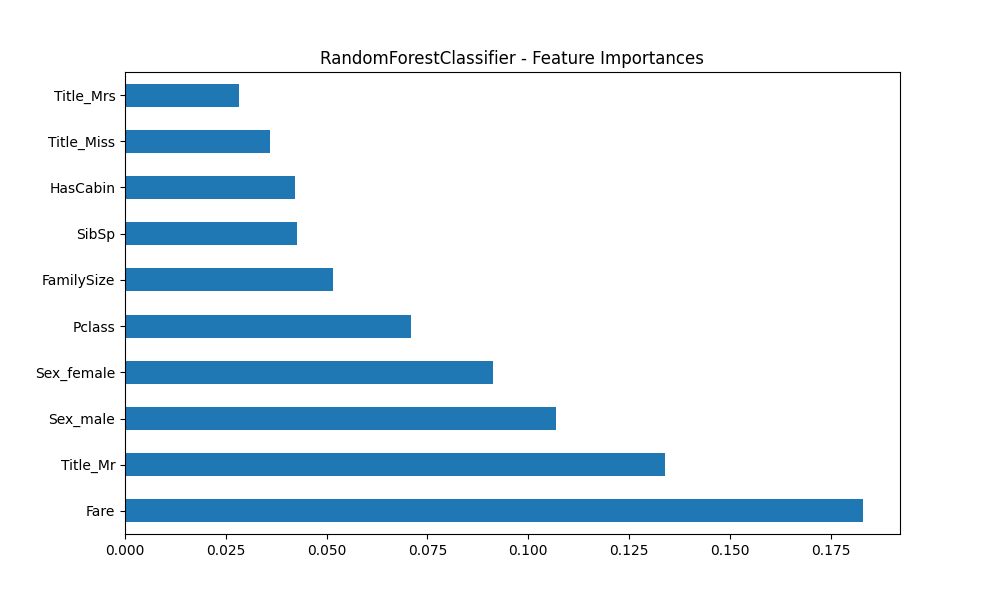 RandomForestClassifier - Feature Importances
Title_Mrs
Title_Miss
HasCabin
SibSp
FamilySize
Pclass
Sex_female
Sex_male
Title_Mr
Fare
0.000 0.025 0.050 0.075 0.100 0.125 0.150 0.175